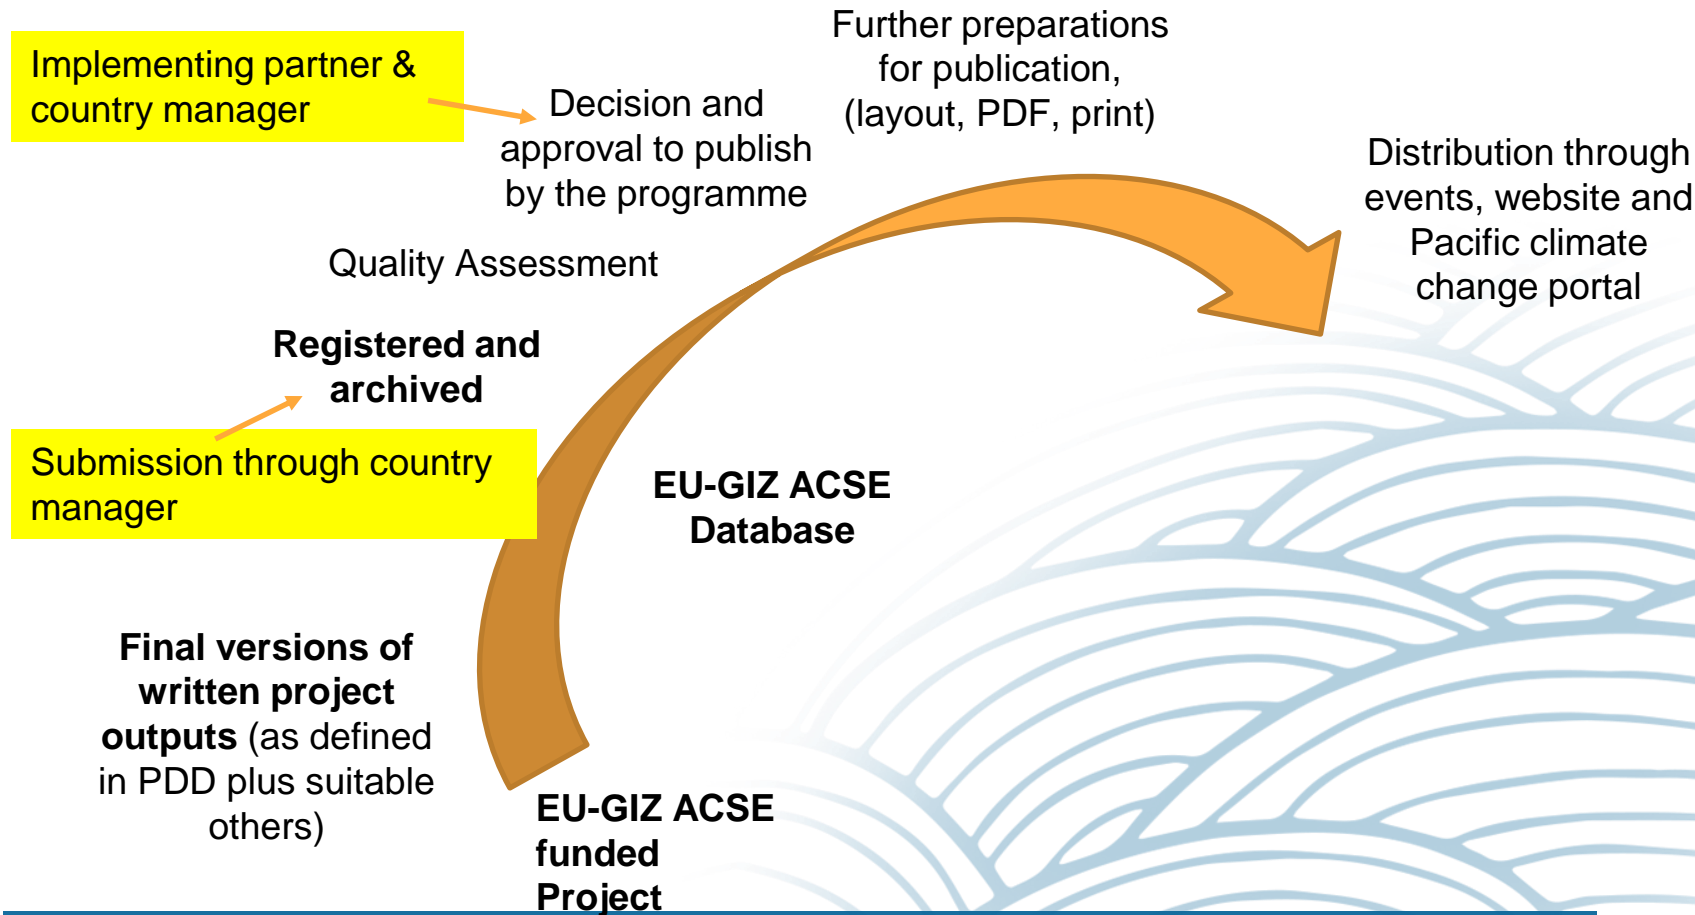 Implementing partner &
country manager
Decision and
approval to publish
by the programme
Further preparations
for publication,
(layout, PDF, print)
Distribution through
events, website and
Pacific climate
change portal
Quality Assessment
Registered and
archived
Submission through country
manager
EU-GIZ ACSE
Database
Final versions of
written project
outputs (as defined
in PDD plus suitable
others)
EU-GIZ ACSE
funded
Project